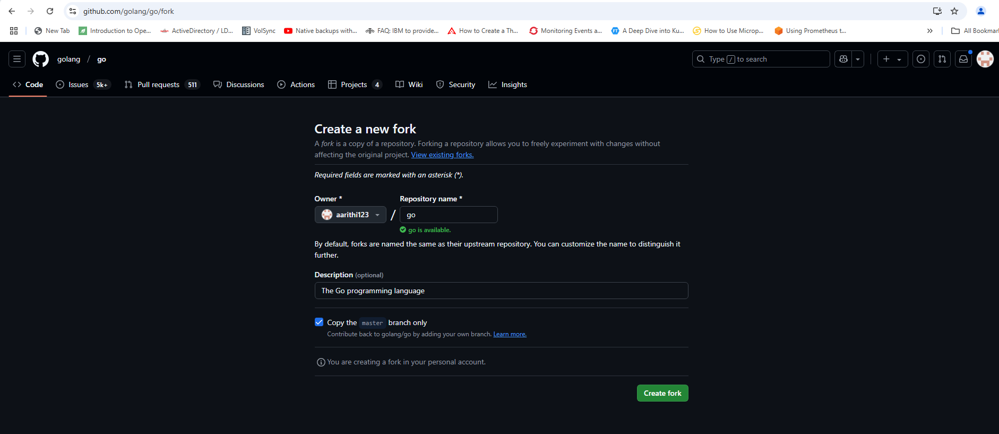 github.com/golang/go/fork
New Tab
Introduction to Ope...
ActiveDirectory / LD...
VolSync
Native backups with...
FAQ: IBM to provide...
How to Create a Th...
Monitoring Events a...
A Deep Dive into Ku...
How to Use Microp...
Using Prometheus t...
All Bookmar
golang / go
Type / to search
Code
Issues 5k+
Pull requests 511
Discussions
Actions
Projects 4
Wiki
Security
Insights
Create a new fork
A fork is a copy of a repository. Forking a repository allows you to freely experiment with changes without
affecting the original project. View existing forks.
Required fields are marked with an asterisk (*).
Owner *
Repository name *
aarithi123 / go
go is available.
By default, forks are named the same as their upstream repository. You can customize the name to distinguish it
further.
Description (optional)
The Go programming language
Copy the master branch only
Contribute back to golang/go by adding your own branch. Learn more.
You are creating a fork in your personal account.
Create fork